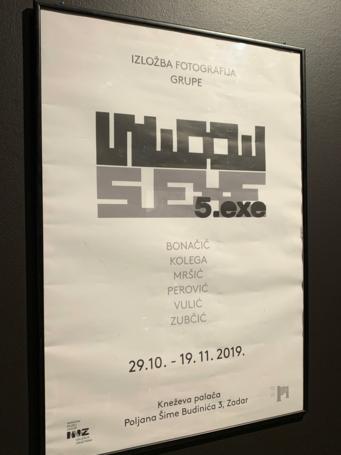 IZLOŽBA FOTOGRAFIJA
GRUPE
5.exe
BONAČIĆ
KOLEGA
MRŠIĆ
PEROVIĆ
VULIĆ
ZUBČIĆ
29.10. - 19.11. 2019.
Kneževa palača
Poljana Šime Budinića 3, Zadar